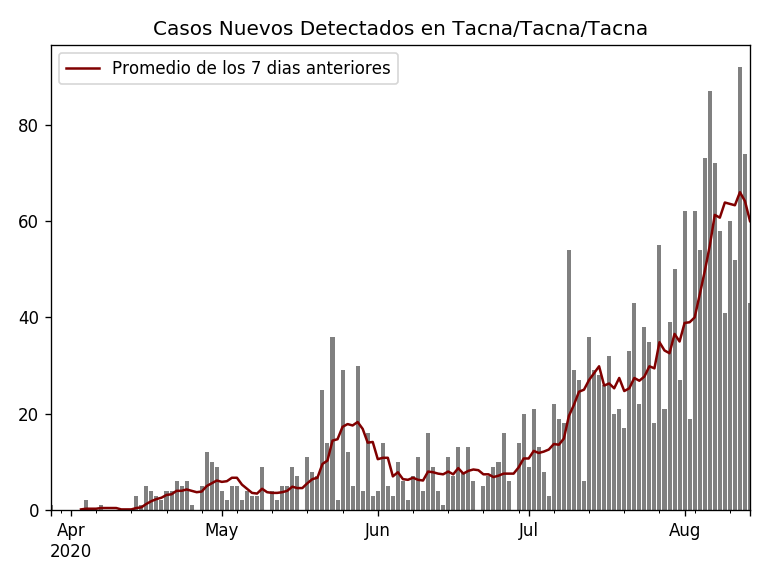 Casos Nuevos Detectados en Tacna/Tacna/Tacna
Promedio de los 7 dias anteriores
80
60
40
20
0
Apr May Jun Jul Aug
2020